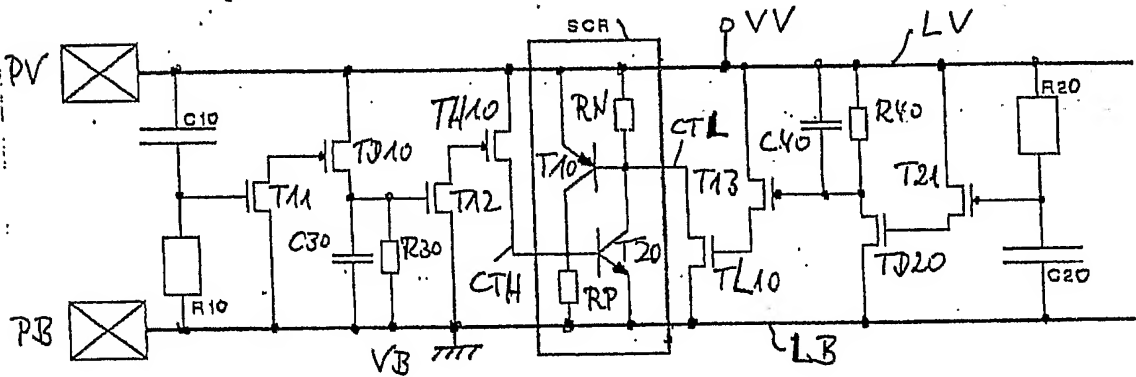 SCR
VV
LV
PV
C10
TH10
TD10
RN
CTL
C40
R40
R20
T10
T13
T21
T11
T12
C30
R30
T20
CTH
RP
TL10
TD20
C20
R10
PB
VB
LB